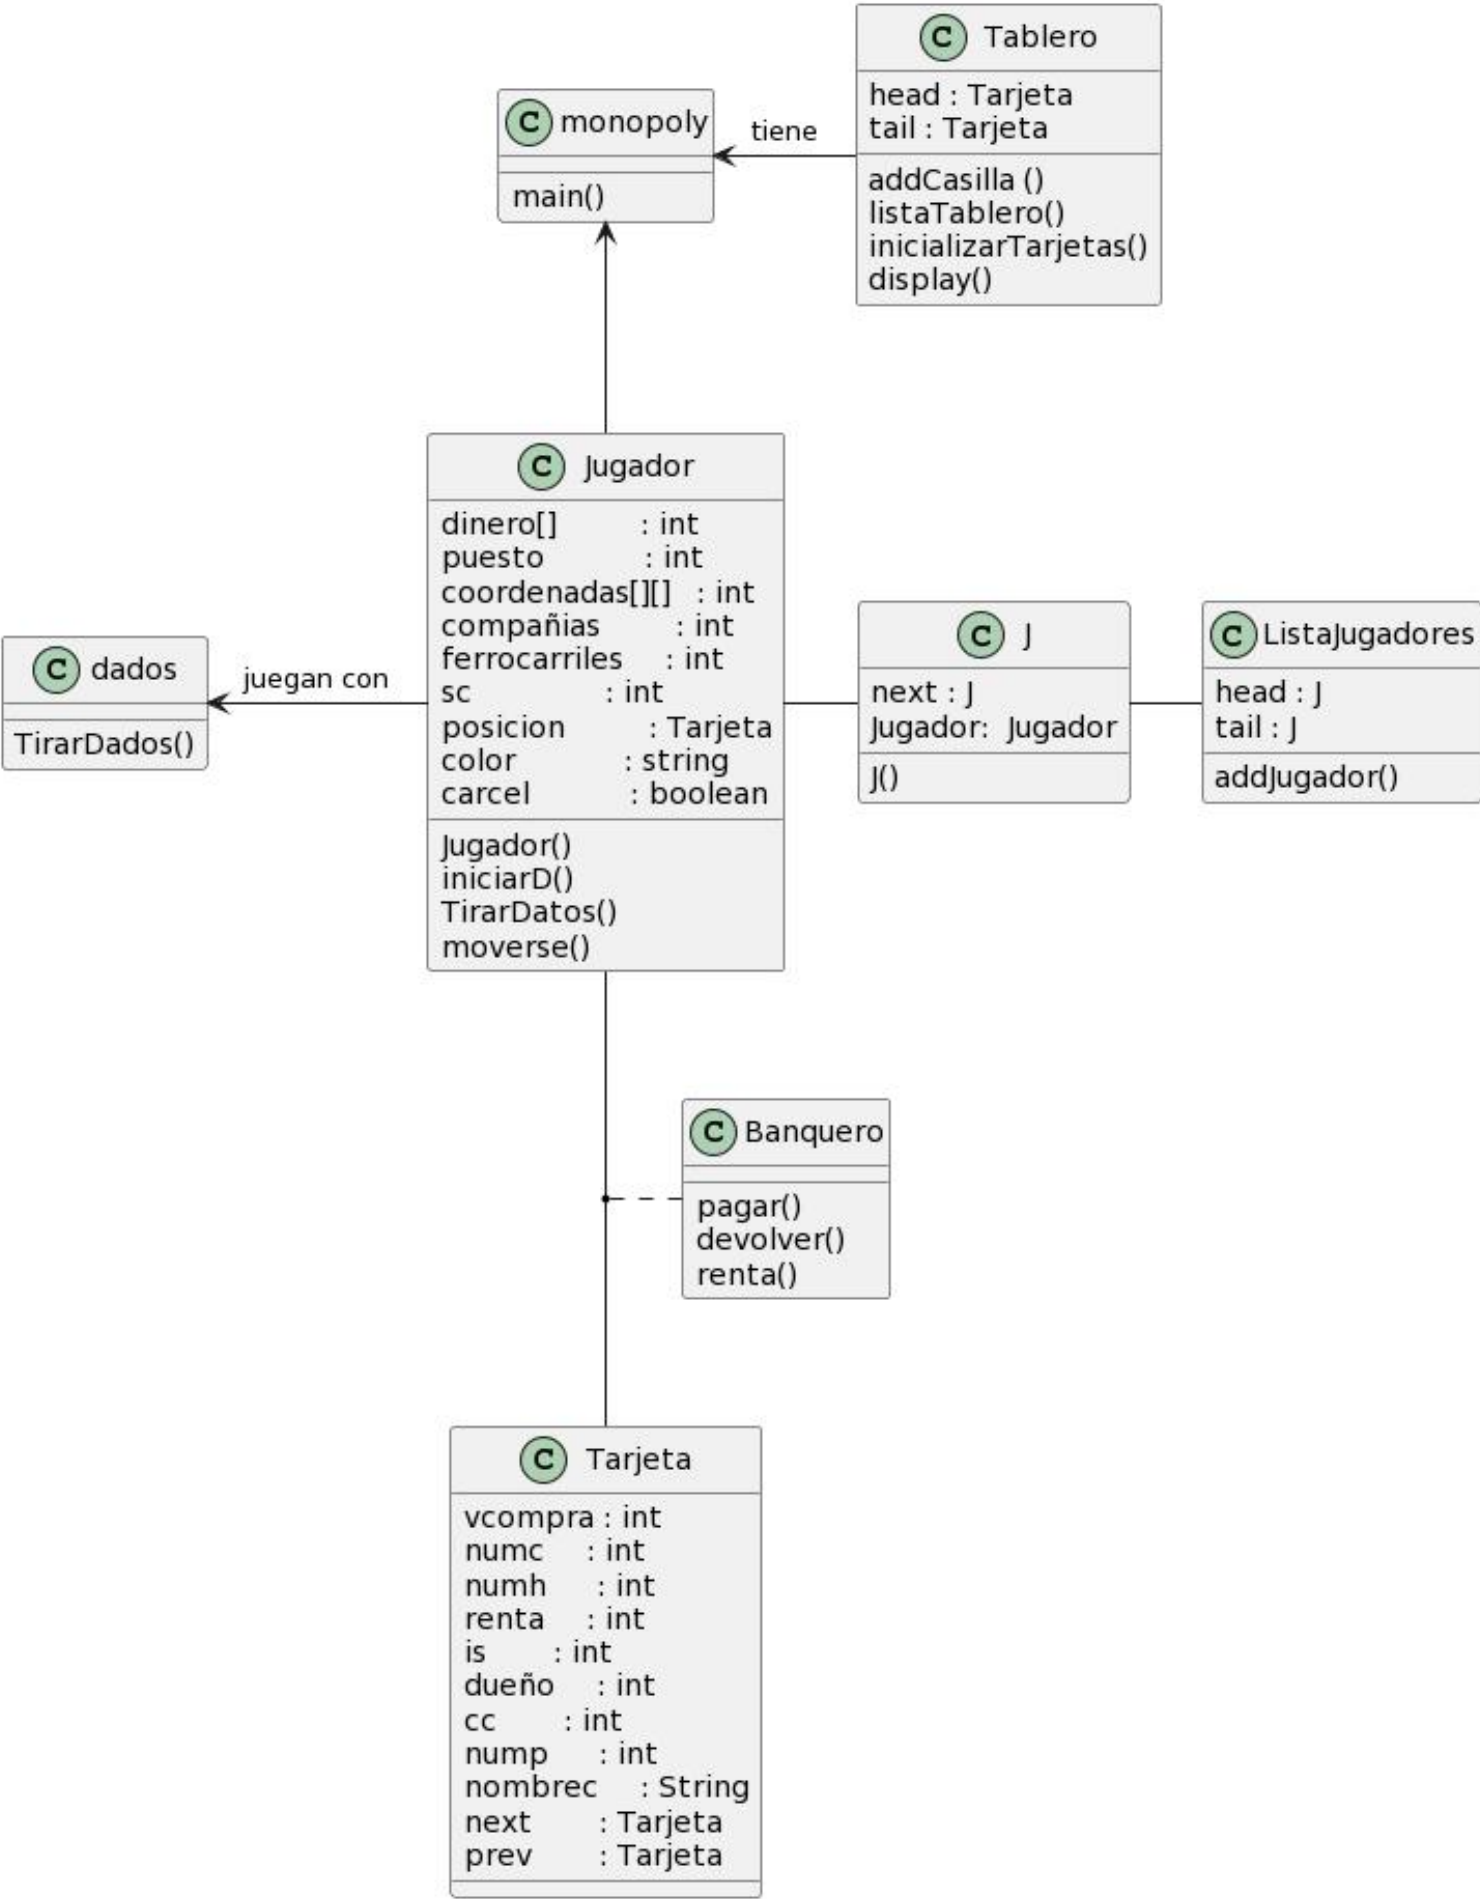 C Tablero
head : Tarjeta
tail : Tarjeta
addCasilla ()
listaTablero()
inicializarTarjetas()
display()
C monopoly
main()
tiene
C Jugador
dinero[] : int
puesto : int
coordenadas[][] : int
compañias : int
ferrocarriles : int
sc : int
posicion : Tarjeta
color : string
carcel : boolean
Jugador()
iniciarD()
TirarDatos()
moverse()
C dados
TirarDados()
juegan con
C J
next : J
Jugador: Jugador
J()
C ListaJugadores
head : J
tail : J
addJugador()
C Banquero
pagar()
devolver()
renta()
C Tarjeta
vcompra : int
numc : int
numh : int
renta : int
is : int
dueño : int
cc : int
nump : int
nombrec : String
next : Tarjeta
prev : Tarjeta